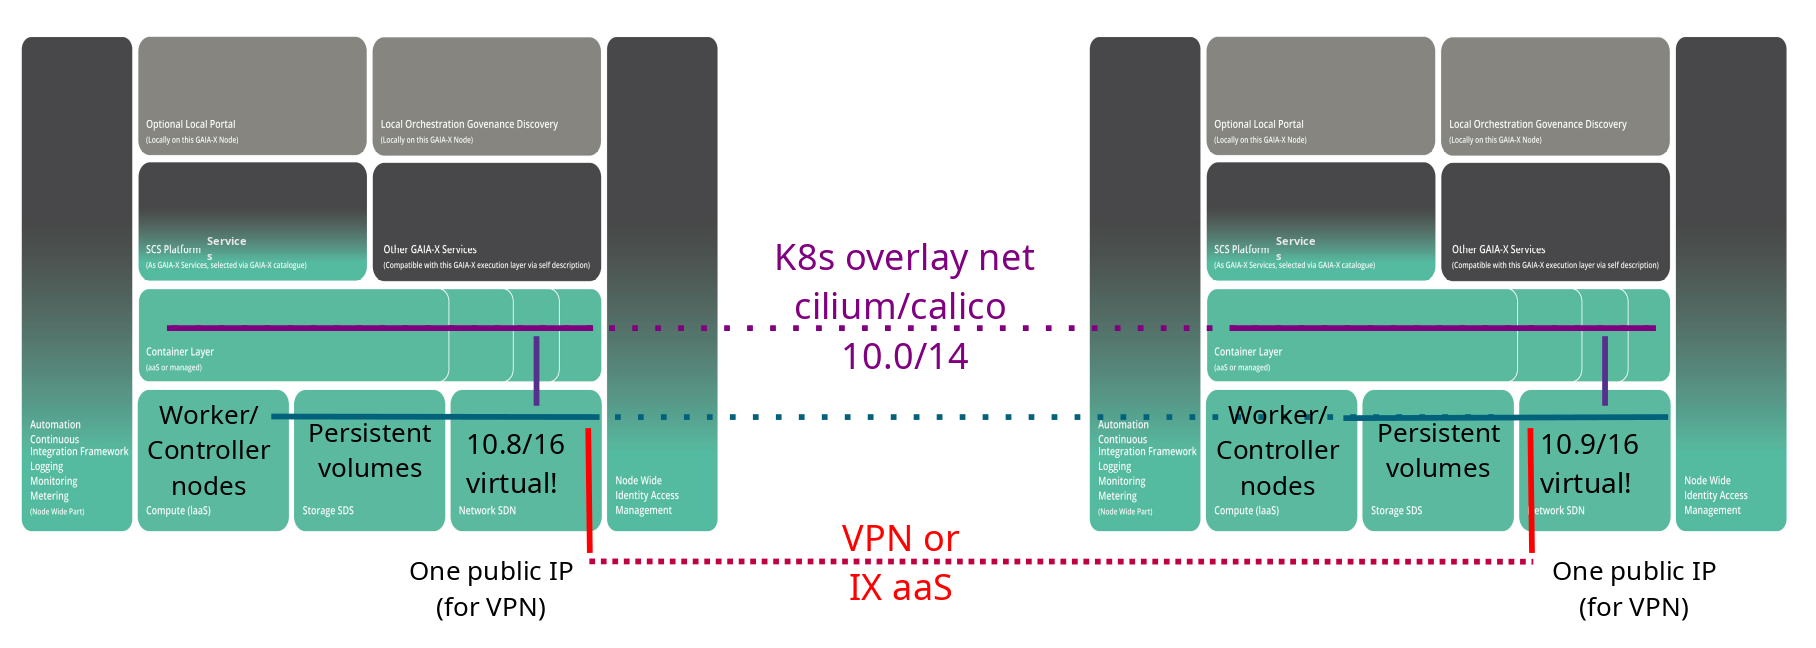 Optional Local Portal
(Locally on this GAIA-X Node)
Local Orchestration Govenance Discovery
(Locally on this GAIA-X Node)
SCS Platform Service
s
(As GAIA-X Services, selected via GAIA-X catalogue)
Other GAIA-X Services
(Compatible with this GAIA-X execution layer via self description)
Container Layer
(aaS or managed)
Automation
Continuous
Integration Framework
Logging
Monitoring
Metering
(Node Wide Part)
Worker/
Controller
nodes
Compute (IaaS)
Persistent
volumes
Storage SDS
10.8/16
virtual!
Network SDN
Node Wide
Identity Access
Management
One public IP
(for VPN)
K8s overlay net
cilium/calico
10.0/14
VPN or
IX aaS
Optional Local Portal
(Locally on this GAIA-X Node)
Local Orchestration Govenance Discovery
(Locally on this GAIA-X Node)
SCS Platform Service
s
(As GAIA-X Services, selected via GAIA-X catalogue)
Other GAIA-X Services
(Compatible with this GAIA-X execution layer via self description)
Container Layer
(aaS or managed)
Automation
Continuous
Integration Framework
Logging
Monitoring
Metering
(Node Wide Part)
Worker/
Controller
nodes
Compute (IaaS)
Persistent
volumes
Storage SDS
10.9/16
virtual!
Network SDN
Node Wide
Identity Access
Management
One public IP
(for VPN)